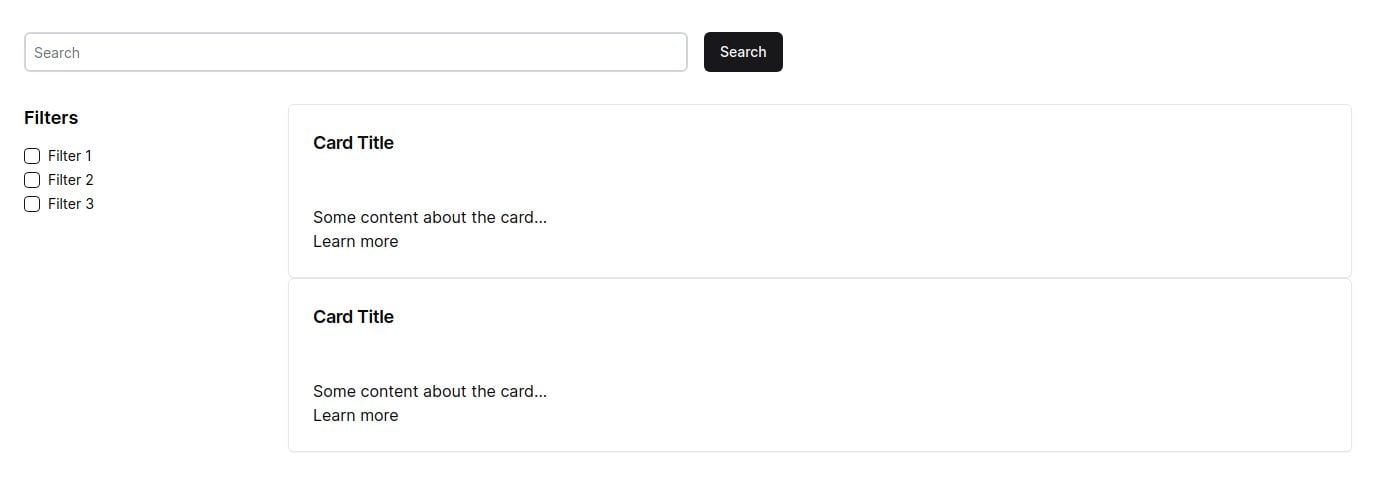 Search
Search
Filters
Filter 1
Filter 2
Filter 3
Card Title
Some content about the card...
Learn more
Card Title
Some content about the card...
Learn more